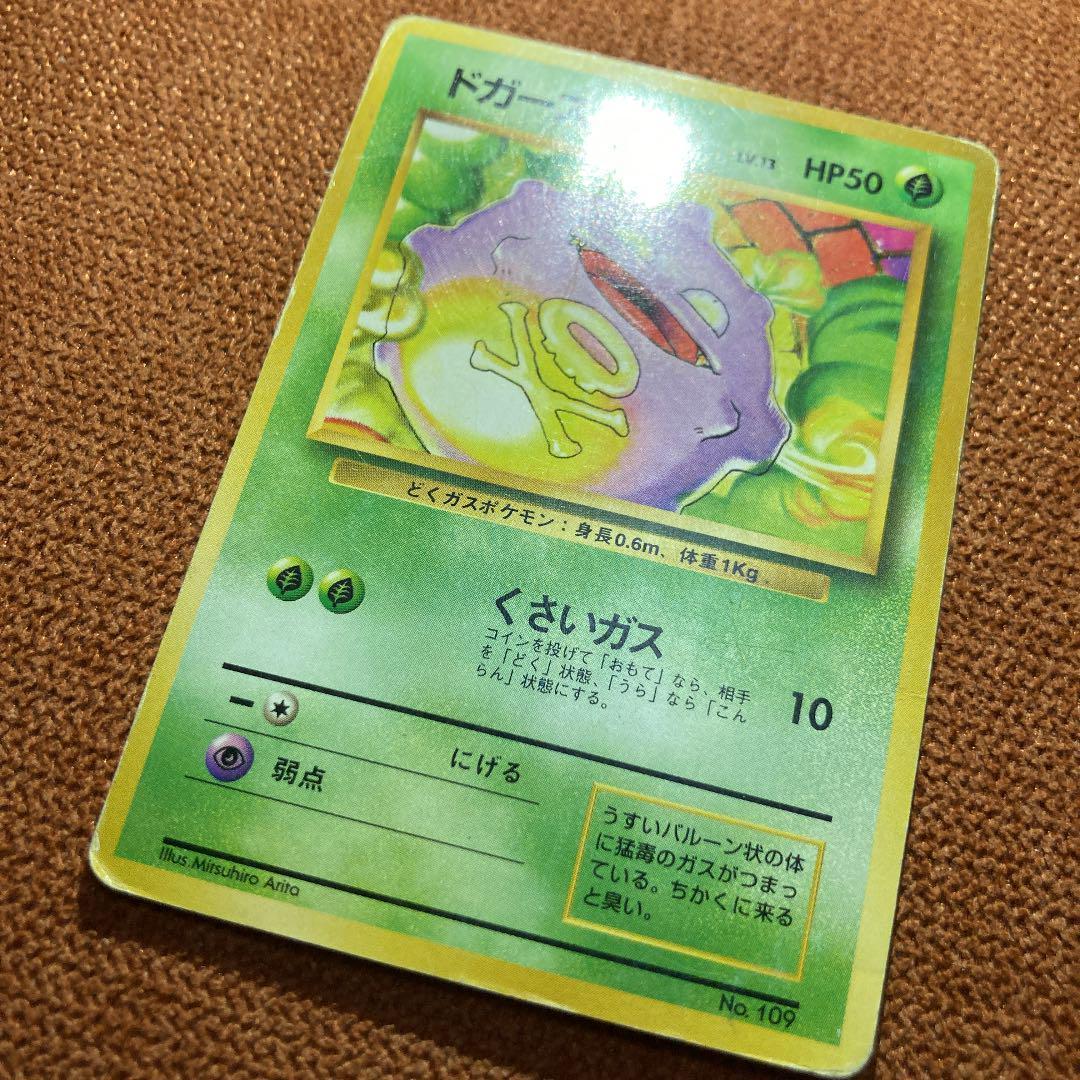 ドガース
LV.13 HP50
どくガスポケモン：身長0.6m、体重1Kg．
くさいガス
コインを投げて「おもて」なら、相手
を「どく」状態、「うら」なら「こん
らん」状態にする。
10
にげる
弱点
うすいバルーン状の体
に猛毒のガスがつまっ
ている。ちかくに来る
と臭い。
Illus.Mitsuhiro Arita
No. 109